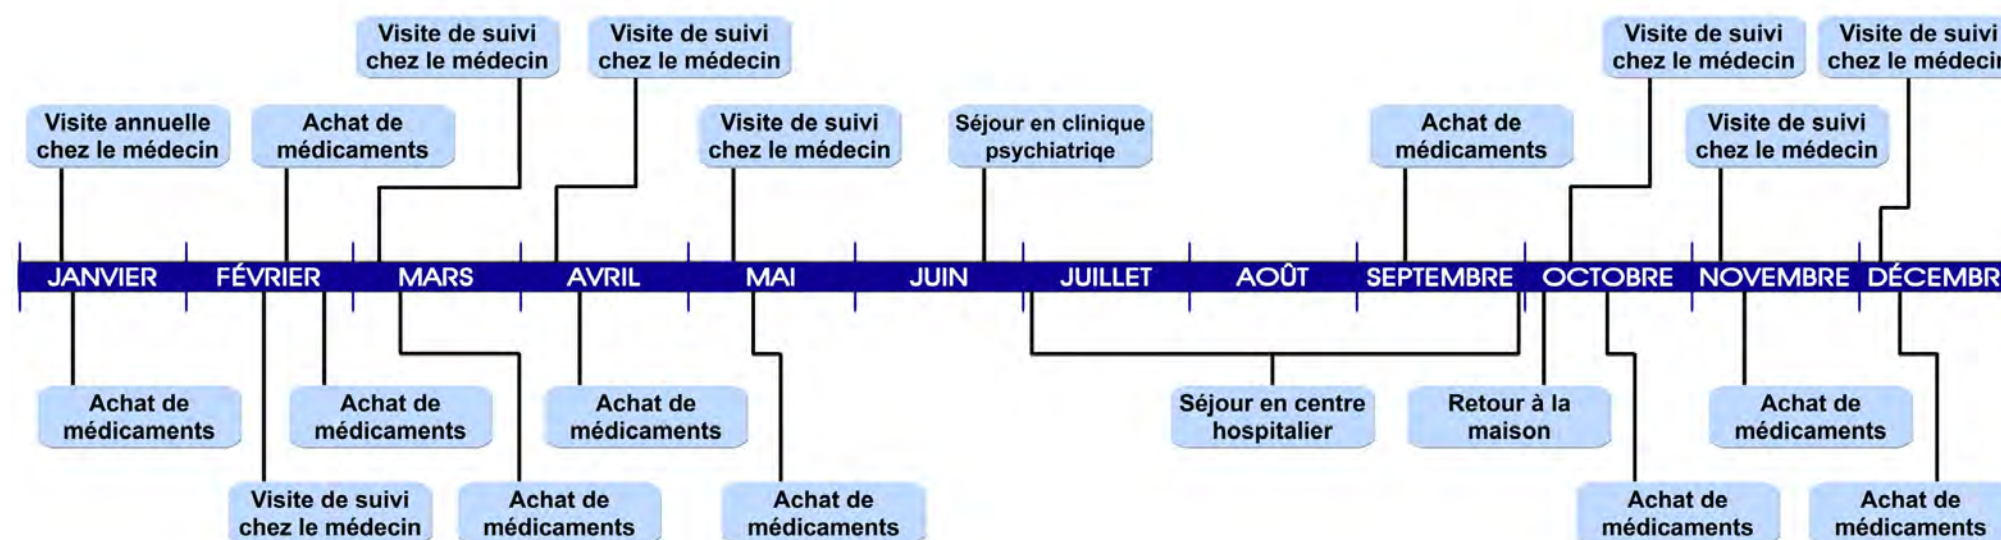 Visite de suivi
chez le médecin
Visite de suivi
chez le médecin
Visite de suivi
chez le médecin
Visite de suivi
chez le médecin
Visite annuelle
chez le médecin
Achat de
médicaments
Visite de suivi
chez le médecin
Séjour en clinique
psychiatriqe
Achat de
médicaments
Visite de suivi
chez le médecin
JANVIER FÉVRIER MARS AVRIL MAI JUIN JUILLET AOÛT SEPTEMBRE OCTOBRE NOVEMBRE DÉCEMBR
Achat de
médicaments
Achat de
médicaments
Achat de
médicaments
Séjour en centre
hospitalier
Retour à la
maison
Achat de
médicaments
Visite de suivi
chez le médecin
Achat de
médicaments
Achat de
médicaments
Achat de
médicaments
Achat de
médicaments